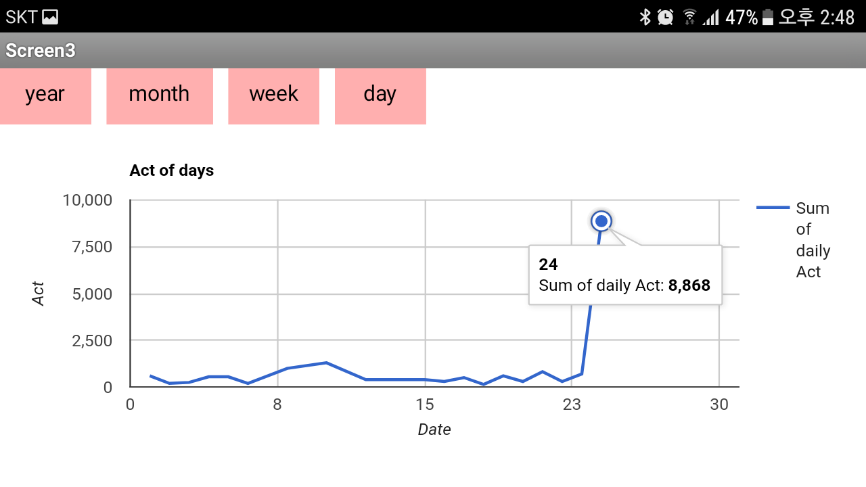 SKT 47% 오후 2:48
Screen3
year month week day
Act of days
10,000
7,500
5,000
2,500
0
Act
0 8 15 23 30
Date
24
Sum of daily Act: 8,868
Sum
of
daily
Act